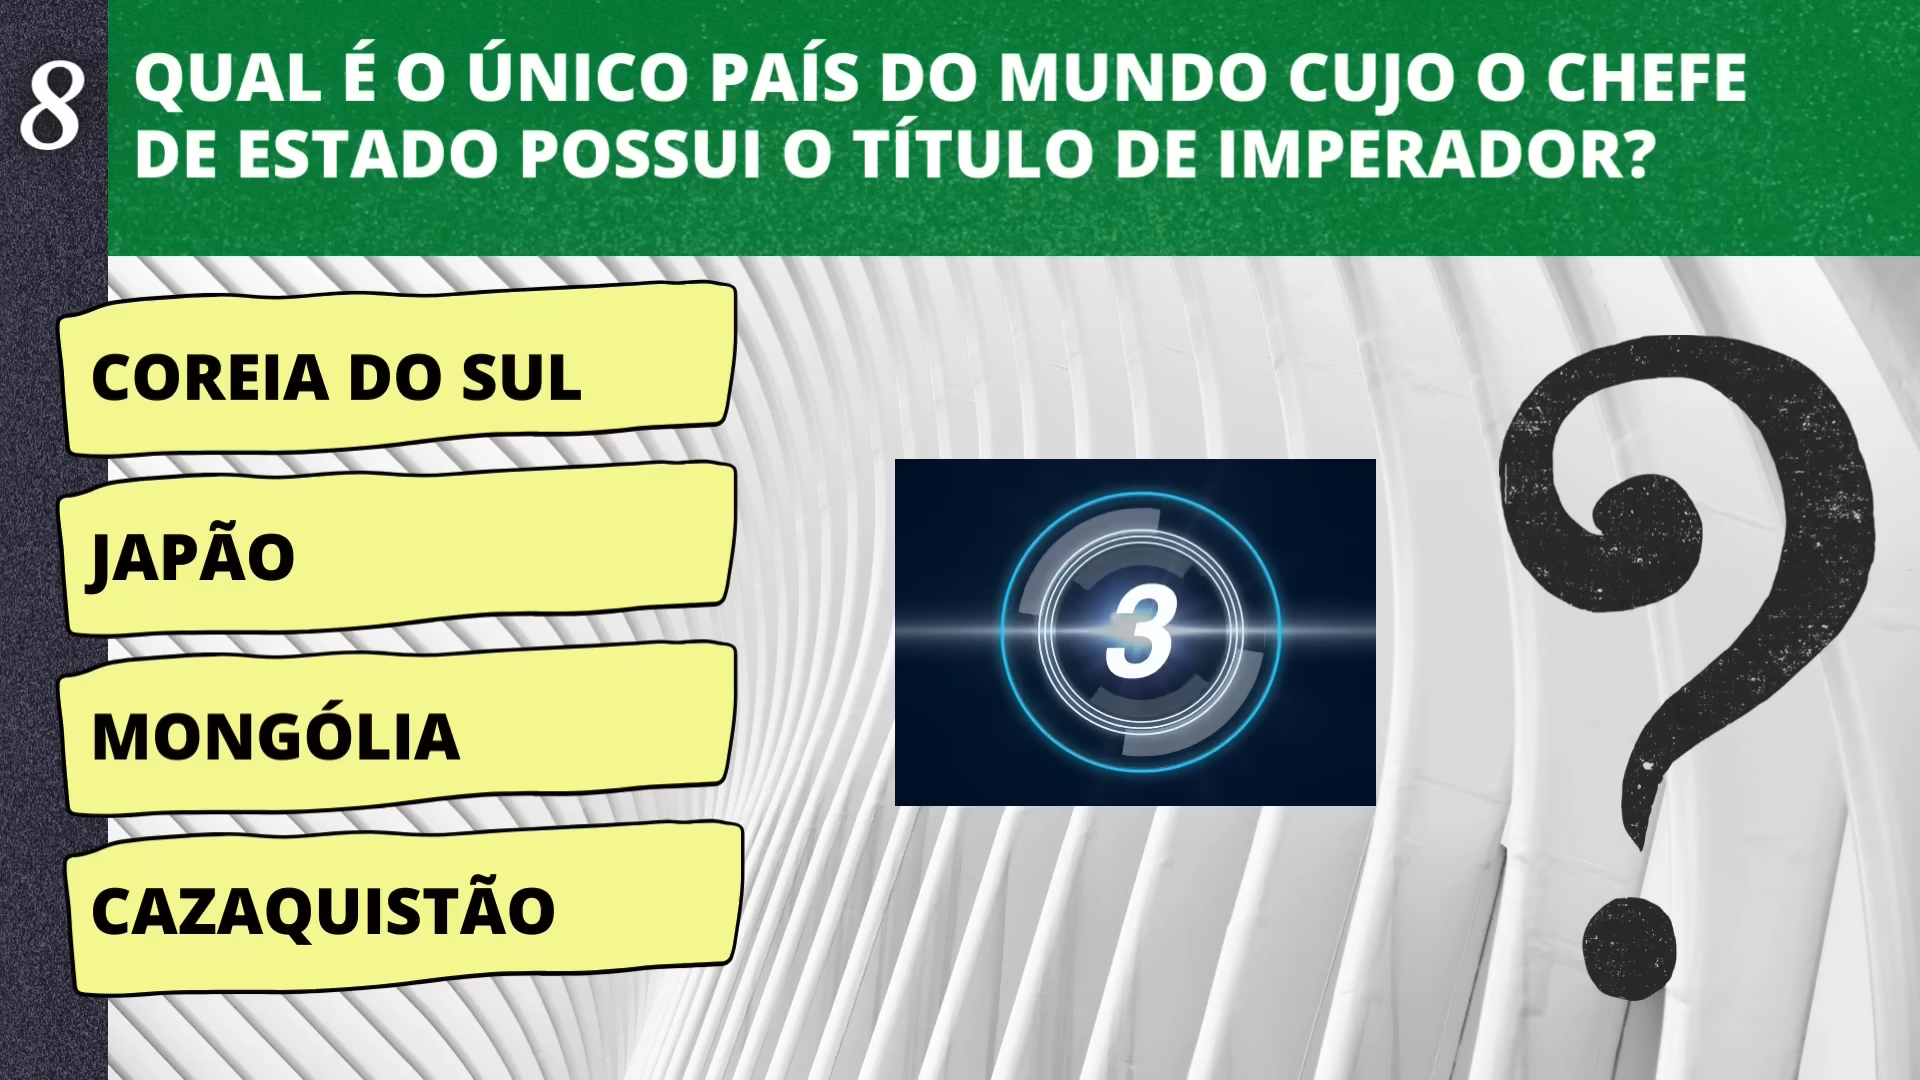 8
QUAL É O ÚNICO PAÍS DO MUNDO CUJO O CHEFE
DE ESTADO POSSUI O TÍTULO DE IMPERADOR?
COREIA DO SUL
JAPÃO
MONGÓLIA
CAZAQUISTÃO
3
?